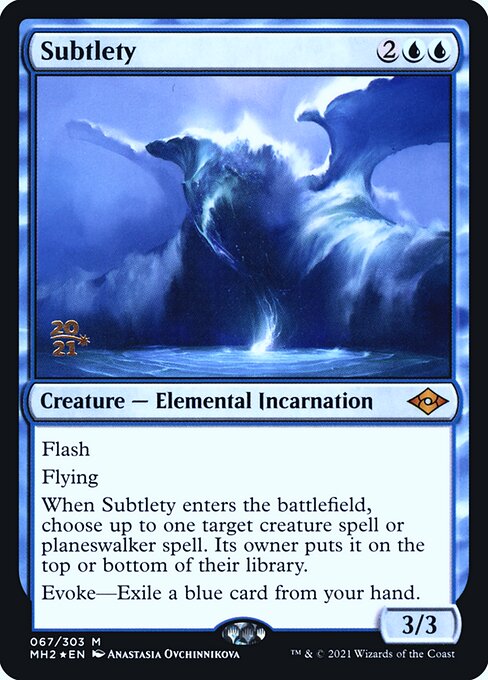 Subtlety 2
20
21
Creature — Elemental Incarnation
Flash
Flying
When Subtlety enters the battlefield,
choose up to one target creature spell or
planeswalker spell. Its owner puts it on the
top or bottom of their library.
Evoke—Exile a blue card from your hand.
3/3
067/303 M
MH2 ★ EN Anastasia Ovchinnikova
™ & © 2021 Wizards of the Coast